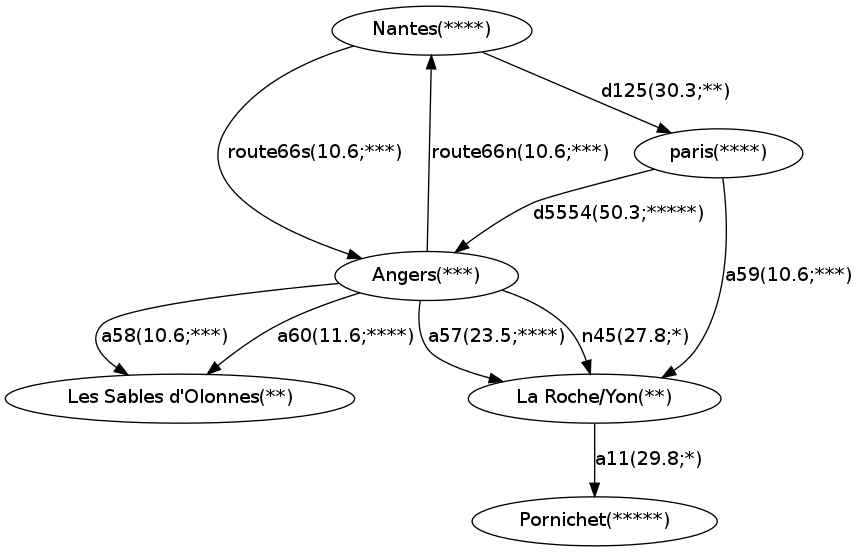 Nantes(****)
d125(30.3;**)
route66s(10.6;***)
route66n(10.6;***)
paris(****)
d5554(50.3;*****)
Angers(***)
a59(10.6;***)
a58(10.6;***)
a60(11.6;****)
a57(23.5;****)
n45(27.8;*)
Les Sables d'Olonnes(**)
La Roche/Yon(**)
a11(29.8;*)
Pornichet(*****)